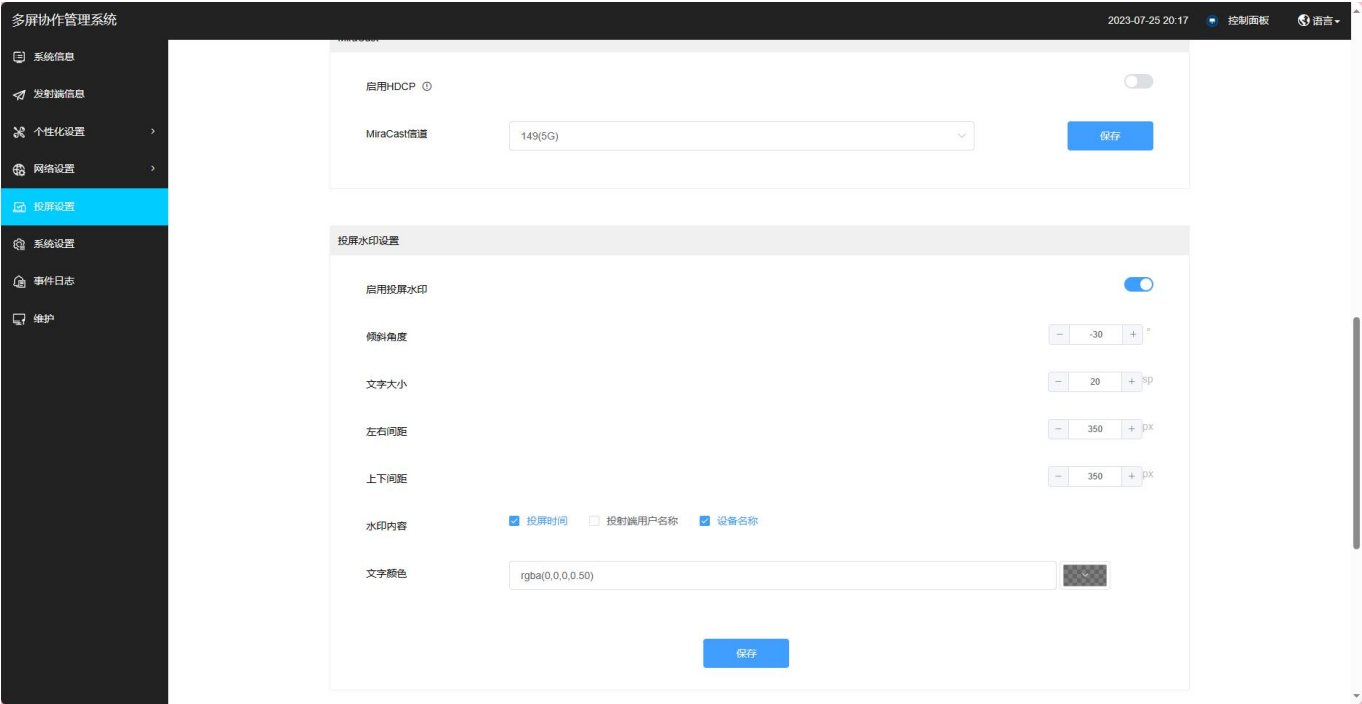 多屏协作管理系统
2023-07-25 20:17 控制面板 语言
系统信息
发射端信息
个性化设置
网络设置
投屏设置
系统设置
事件日志
维护
MiraCast
启用HDCP
MiraCast信道 149(5G) 保存
投屏水印设置
启用投屏水印
倾斜角度 - -30 + °
文字大小 - 20 + sp
左右间距 - 350 + px
上下间距 - 350 + px
水印内容 投屏时间 投射端用户名称 设备名称
文字颜色 rgba(0,0,0,0.50)
保存